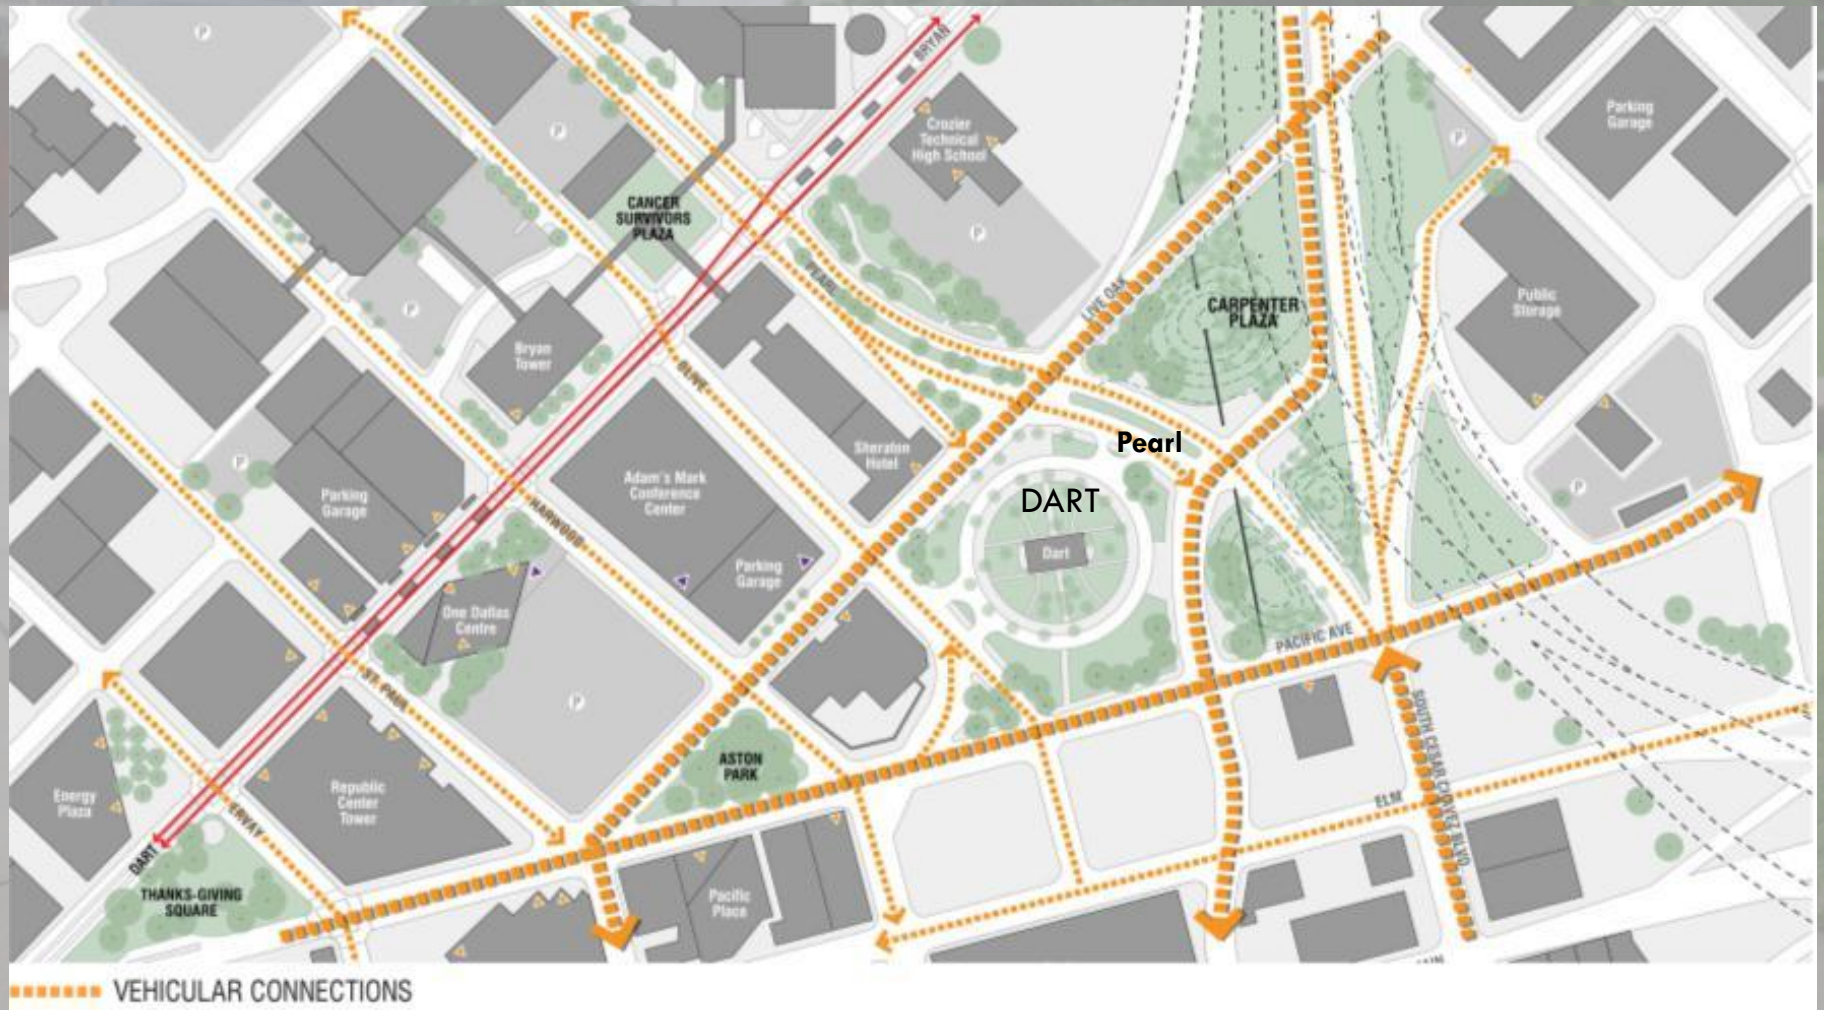 P
BRYAN
Crozier
Technical
High School
Parking
Garage
P
P
CANCER
SURVIVORS
PLAZA
P
PEARL
LIVE OAK
CARPENTER
PLAZA
Public
Storage
P
Bryan
Tower
OLIVE
Pearl
Sheraton
Hotel
P
Adam's Mark
Conference
Center
DART
P
Parking
Garage
HARWOOD
Dart
Parking
Garage
One Dallas
Centre
PACIFIC AVE
ST. PAUL
P
SOUTH CESAR CHAVEZ BLVD
ASTON
PARK
Energy
Plaza
Republic
Center
Tower
ERVAY
ELM
DART
THANKS-GIVING
SQUARE
Pacific
Place
VEHICULAR CONNECTIONS